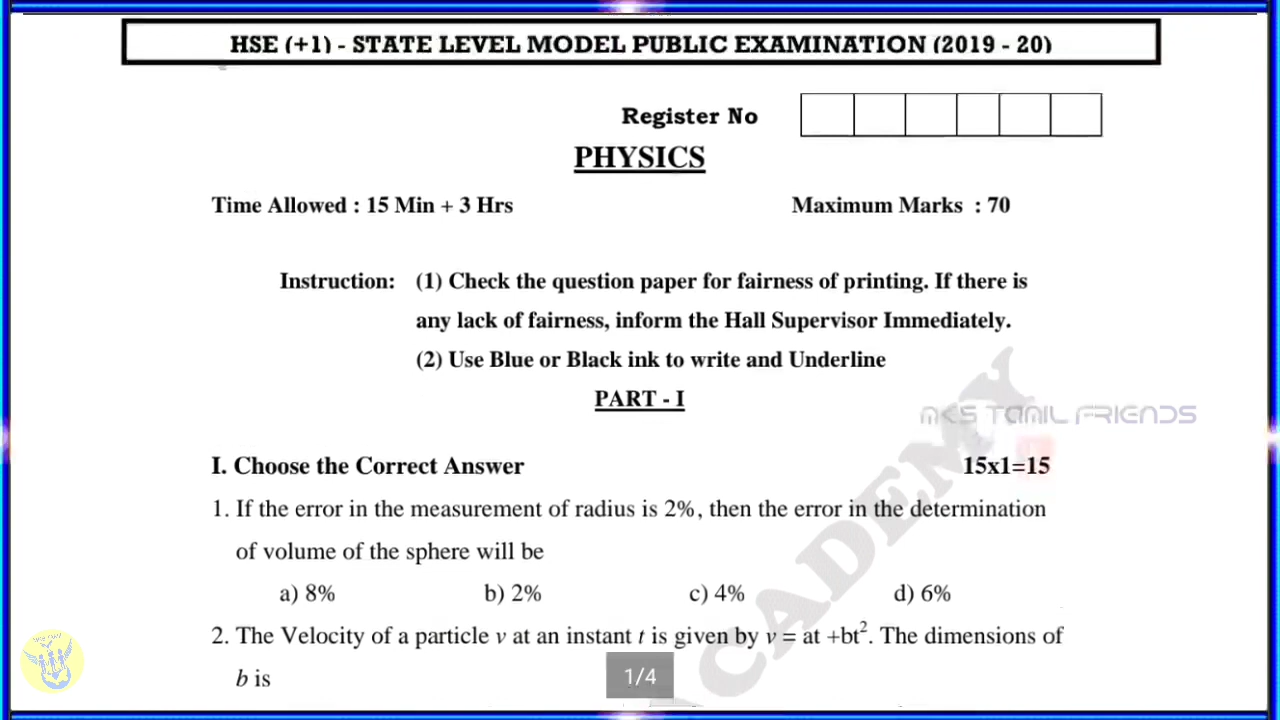 HSE (+1) - STATE LEVEL MODEL PUBLIC EXAMINATION (2019 - 20)
Register No
PHYSICS
Time Allowed : 15 Min + 3 Hrs Maximum Marks : 70
Instruction: (1) Check the question paper for fairness of printing. If there is
any lack of fairness, inform the Hall Supervisor Immediately.
(2) Use Blue or Black ink to write and Underline
PART - I
MKS TAMIL FRIENDS
ACADEMY
I. Choose the Correct Answer 15x1=15
1. If the error in the measurement of radius is 2%, then the error in the determination
of volume of the sphere will be
a) 8% b) 2% c) 4% d) 6%
2. The Velocity of a particle v at an instant t is given by v = at +bt². The dimensions of
b is
1/4